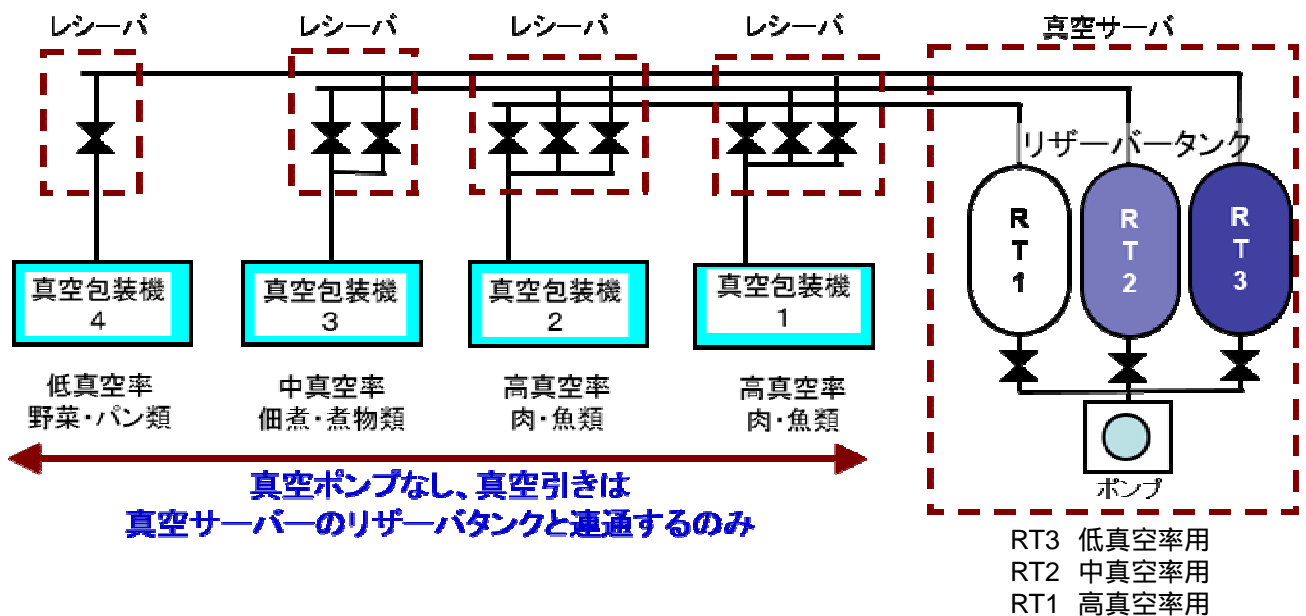 レシーバ
レシーバ
レシーバ
レシーバ
真空サーバ
リザーバータンク
RT1
RT2
RT3
真空包装機
4
真空包装機
3
真空包装機
2
真空包装機
1
低真空率
野菜・パン類
中真空率
佃煮・煮物類
高真空率
肉・魚類
高真空率
肉・魚類
ポンプ
真空ポンプなし、真空引きは
真空サーバーのリザーバタンクと連通するのみ
RT3 低真空率用
RT2 中真空率用
RT1 高真空率用